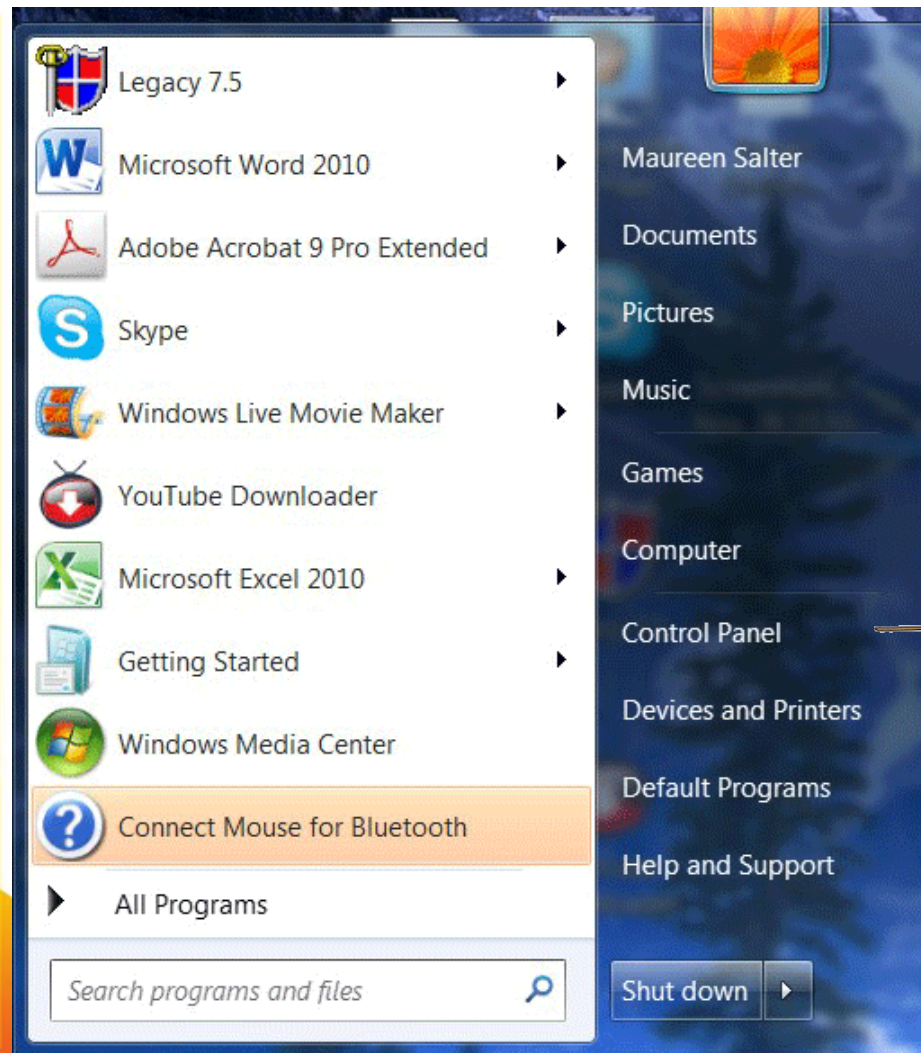 Legacy 7.5
Microsoft Word 2010
Adobe Acrobat 9 Pro Extended
Skype
Windows Live Movie Maker
YouTube Downloader
Microsoft Excel 2010
Getting Started
Windows Media Center
Connect Mouse for Bluetooth
All Programs
Search programs and files
Maureen Salter
Documents
Pictures
Music
Games
Computer
Control Panel
Devices and Printers
Default Programs
Help and Support
Shut down